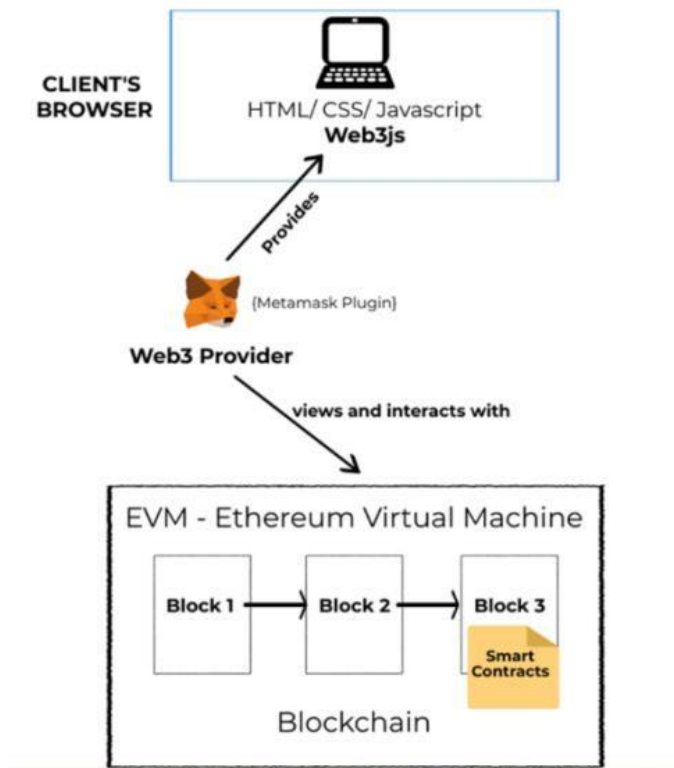 CLIENT'S
BROWSER
HTML/ CSS/ Javascript
Web3js
Provides
{Metamask Plugin}
Web3 Provider
views and interacts with
EVM - Ethereum Virtual Machine
Block 1
Block 2
Block 3
Smart
Contracts
Blockchain